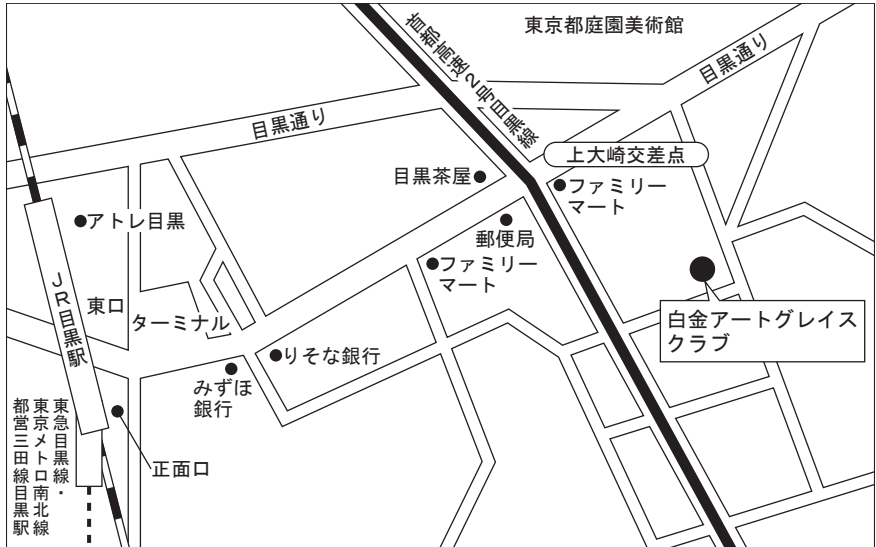 東京都庭園美術館
首都高速2号目黒線
目黒通り
目黒通り
上大崎交差点
目黒茶屋
ファミリー
マート
アトレ目黒
郵便局
ファミリー
マート
JR目黒駅
東口
ターミナル
白金アートグレイス
クラブ
りそな銀行
みずほ
銀行
東急目黒線・
東京メトロ南北線
都営三田線目黒駅
正面口